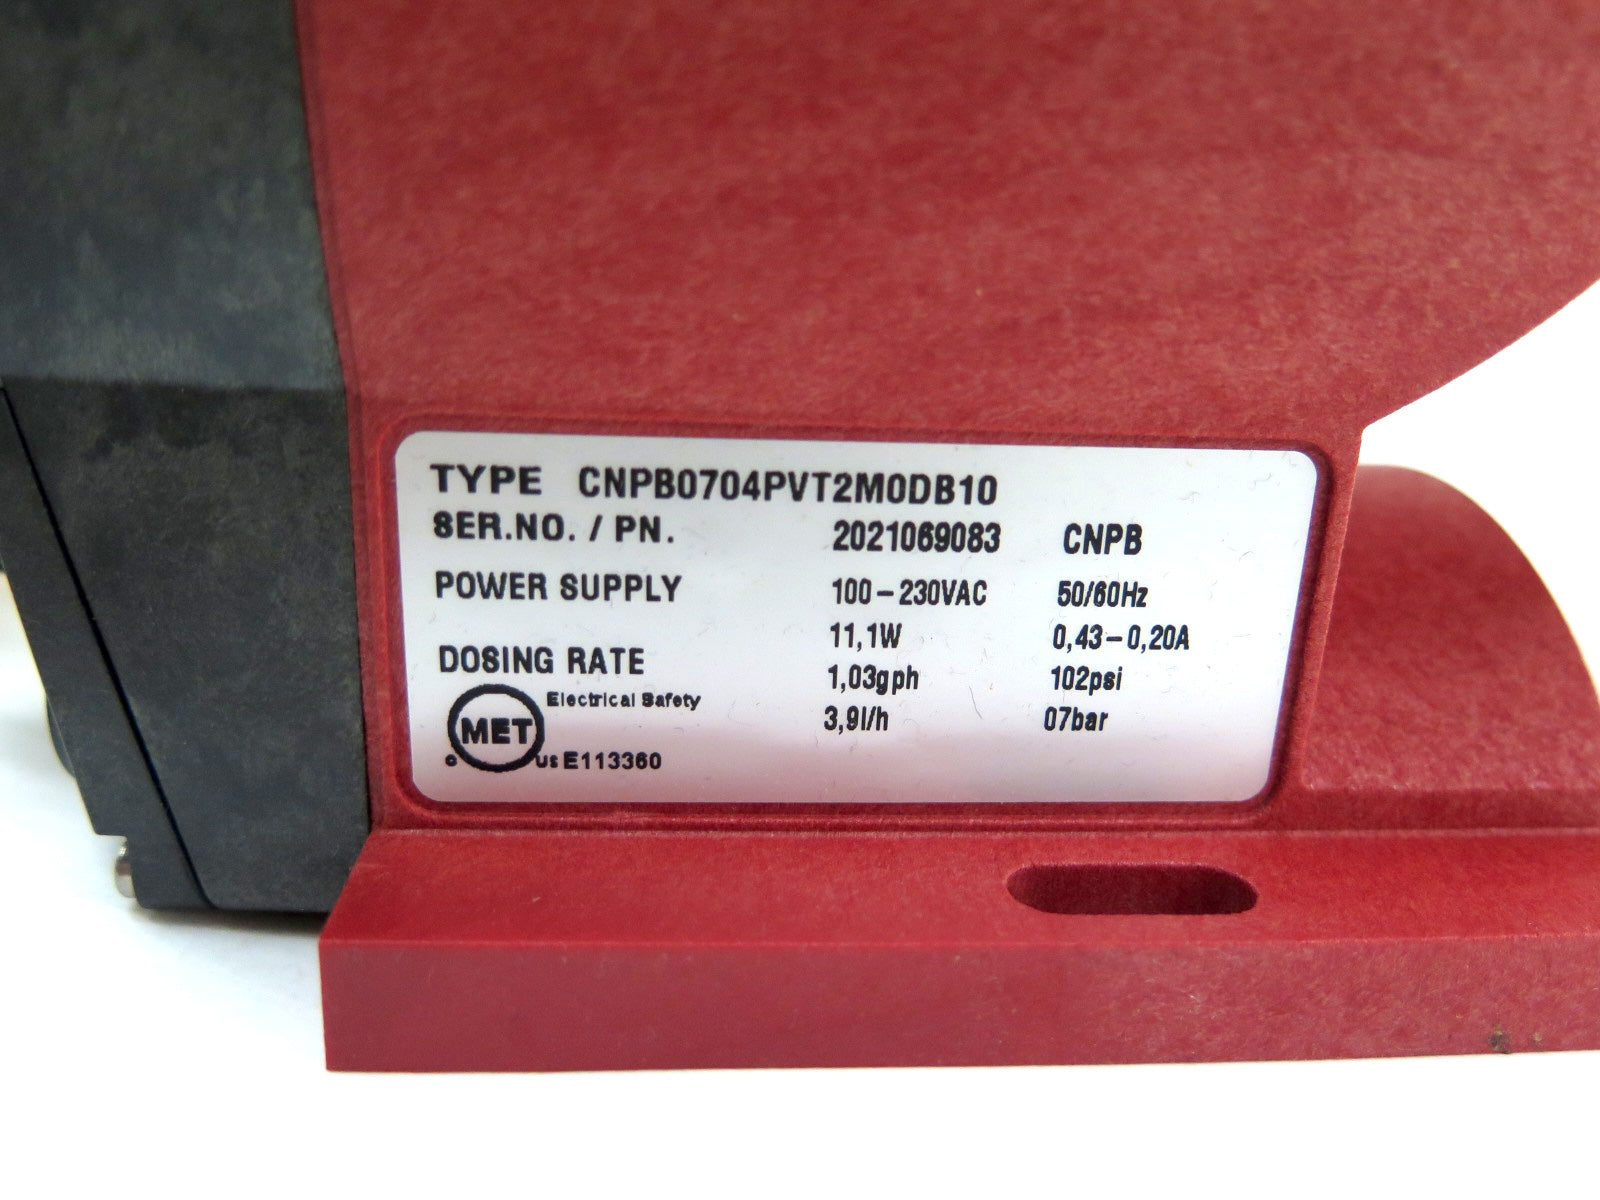 TYPE CNPB0704PVT2M0DB10
SER.NO. / PN. 2021069083 CNPB
POWER SUPPLY 100-230VAC 50/60Hz
11,1W 0,43-0,20A
DOSING RATE 1,03gph 102psi
3,9l/h 07bar
Electrical Safety
MET
c us E113360